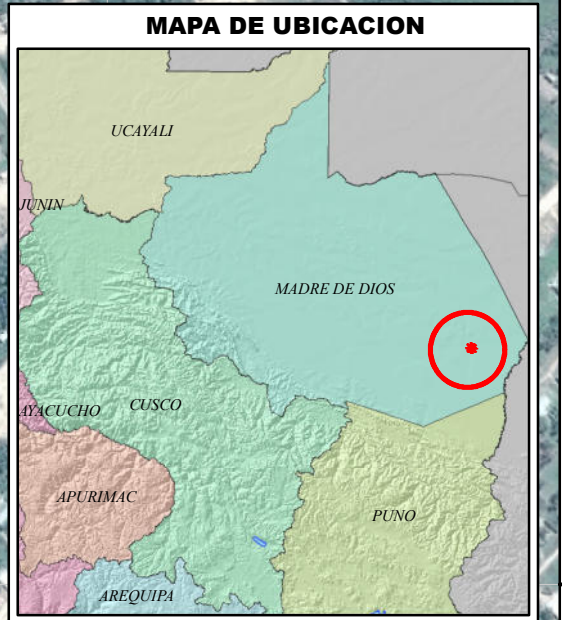 MAPA DE UBICACION
UCAYALI
JUNIN
MADRE DE DIOS
AYACUCHO
CUSCO
APURIMAC
PUNO
AREQUIPA